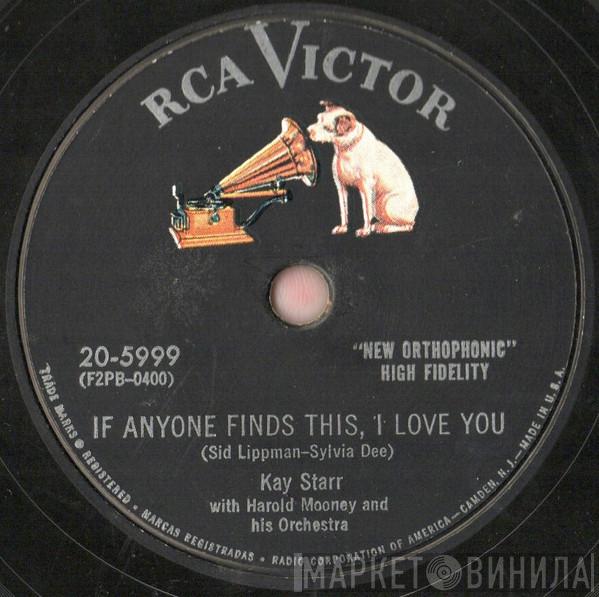 RCA VICTOR
20-5999
(F2PB-0400)
"NEW ORTHOPHONIC"
HIGH FIDELITY
IF ANYONE FINDS THIS, I LOVE YOU
(Sid Lippman-Sylvia Dee)
Kay Starr
with Harold Mooney and
his Orchestra
TRADE MARKS ● REGISTERED • MARCAS REGISTRADAS • RADIO CORPORATION OF AMERICA—CAMDEN, N. J.—MADE IN U.S.A.
МАРКЕТ ВИНИЛА